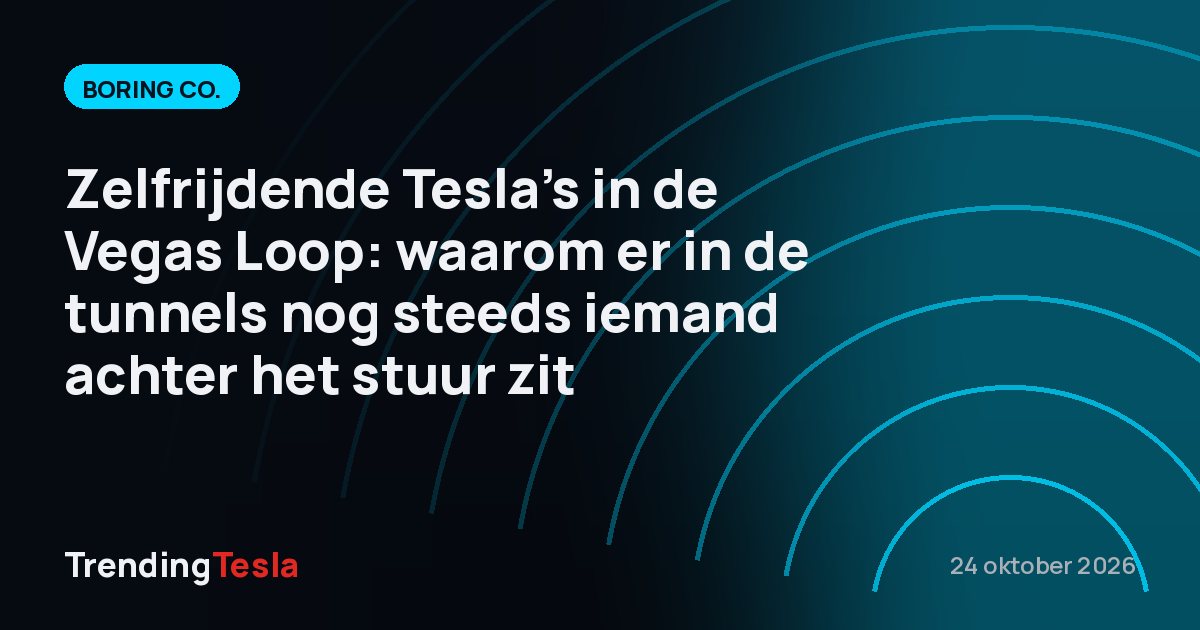 BORING CO.
Zelfrijdende Tesla’s in de
Vegas Loop: waarom er in de
tunnels nog steeds iemand
achter het stuur zit
TrendingTesla
24 oktober 2026